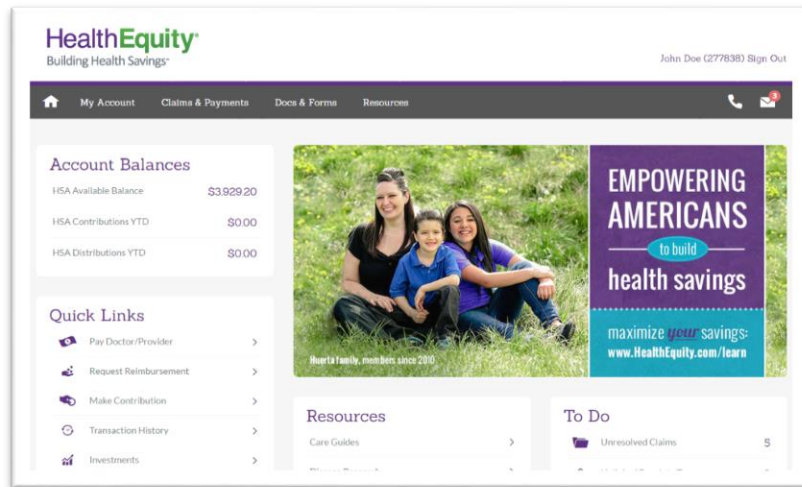 HealthEquity
Building Health Savings
John Doe (277838) Sign Out
My Account Claims & Payments Docs & Forms Resources
3
Account Balances
HSA Available Balance $3,929.20
HSA Contributions YTD $0.00
HSA Distributions YTD $0.00
Quick Links
Pay Doctor/Provider
Request Reimbursement
Make Contribution
Transaction History
Investments
Huerta family, members since 2010
EMPOWERING
AMERICANS
to build
health savings
maximize your savings:
www.HealthEquity.com/learn
Resources
Care Guides
To Do
Unresolved Claims 5